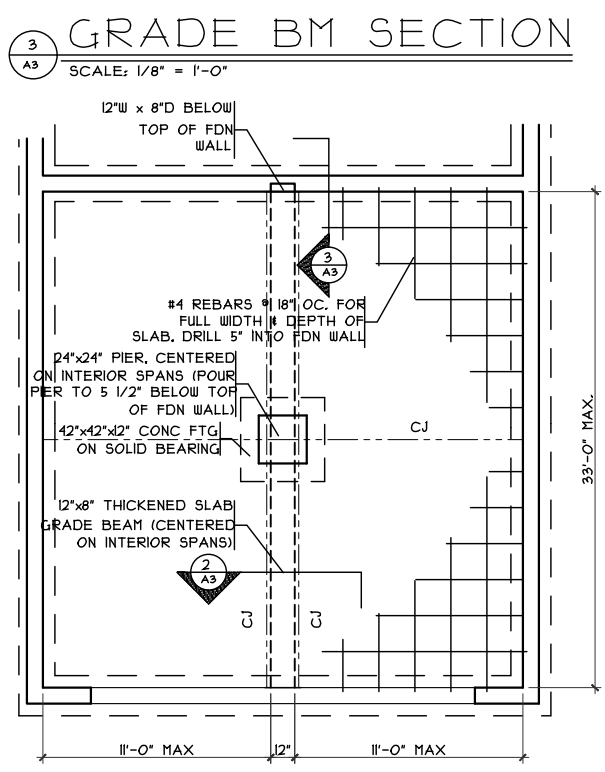 3
A3
GRADE BM SECTION
SCALE: 1/8" = 1'-0"
12"W x 8"D BELOW
TOP OF FDN
WALL
3
A3
#4 REBARS @ 18" OC. FOR
FULL WIDTH & DEPTH OF
SLAB. DRILL 5" INTO FDN WALL
24"x24" PIER, CENTERED
ON INTERIOR SPANS (POUR
PIER TO 5 1/2" BELOW TOP
OF FDN WALL)
42"x42"x12" CONC FTG
ON SOLID BEARING
CJ
33'-0" MAX.
12"x8" THICKENED SLAB
GRADE BEAM (CENTERED
ON INTERIOR SPANS)
2
A3
CJ
CJ
11'-0" MAX
12"
11'-0" MAX